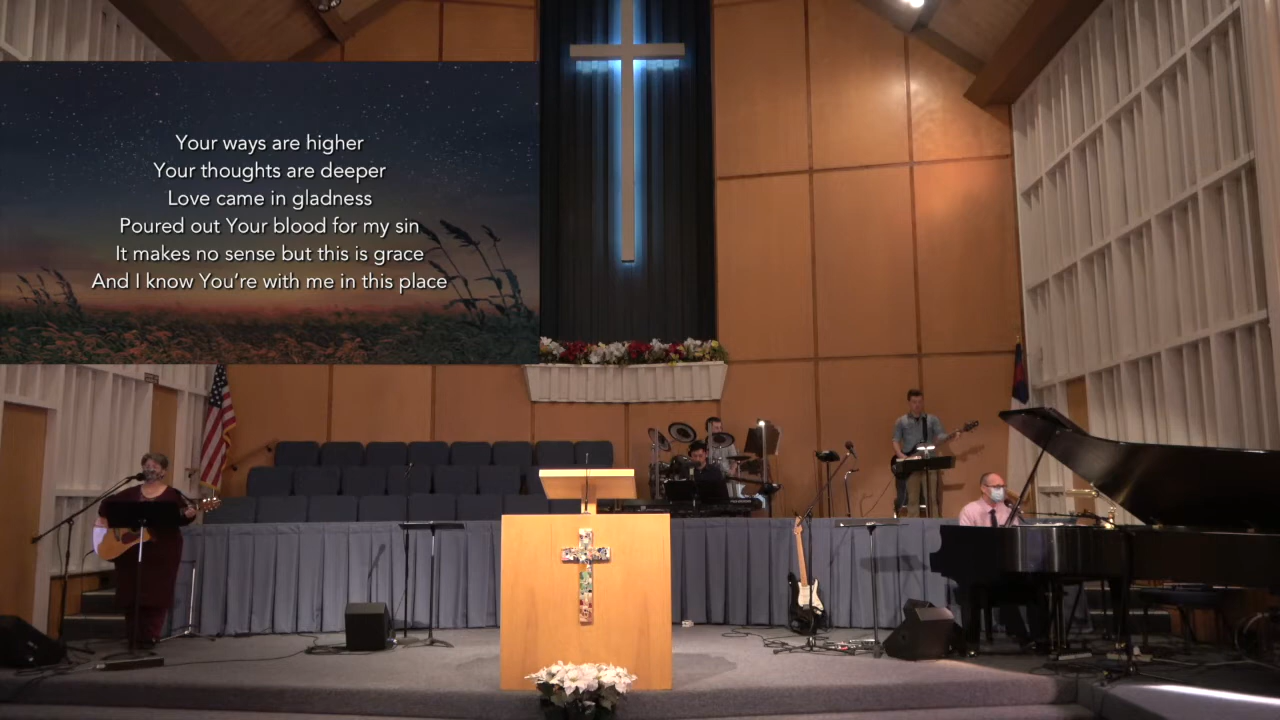 Your ways are higher
Your thoughts are deeper
Love came in gladness
Poured out Your blood for my sin
It makes no sense but this is grace
And I know You're with me in this place